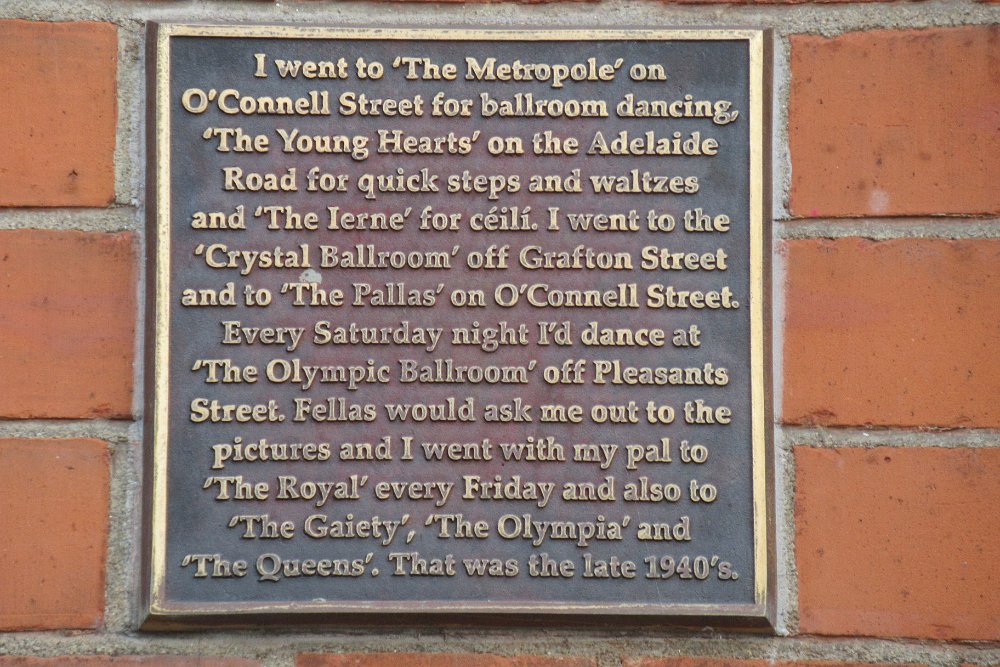 I went to 'The Metropole' on
O'Connell Street for ballroom dancing,
'The Young Hearts' on the Adelaide
Road for quick steps and waltzes
and 'The Ierne' for céilí. I went to the
'Crystal Ballroom' off Grafton Street
and to 'The Pallas' on O'Connell Street.
Every Saturday night I'd dance at
'The Olympic Ballroom' off Pleasants
Street. Fellas would ask me out to the
pictures and I went with my pal to
'The Royal' every Friday and also to
'The Gaiety', 'The Olympia' and
'The Queens'. That was the late 1940's.